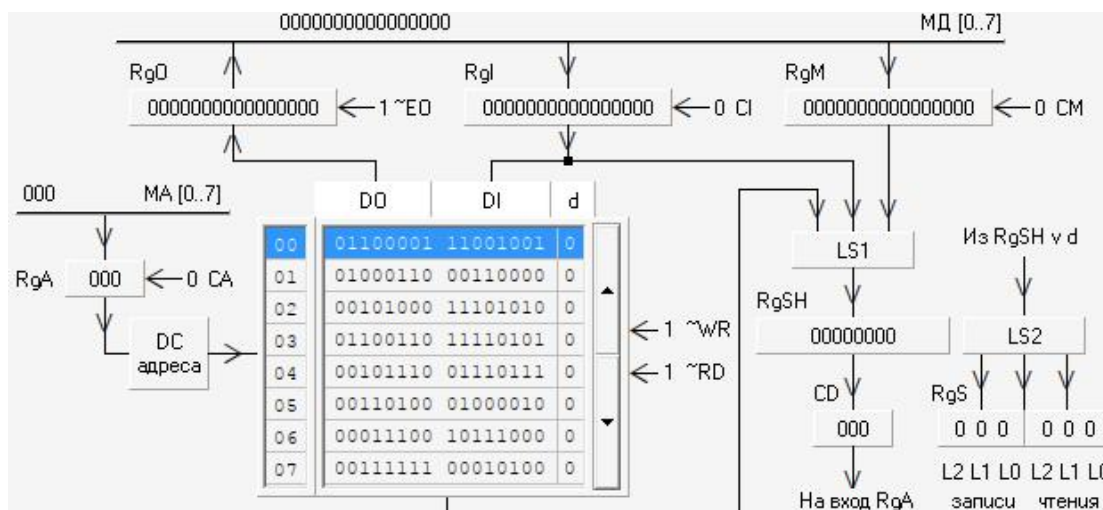 0000000000000000 МД [0..7]
RgO RgI RgM
0000000000000000 1 ~EO 0000000000000000 0 CI 0000000000000000 0 CM
000 МА [0..7] DO DI d
00 01100001 11001001 0
LS1 Из RgSH v d
RgA 000 0 CA 01 01000110 00110000 0
02 00101000 11101010 0
RgSH
DC адреса 03 01100110 11110101 0 1 ~WR 00000000 LS2
04 00101110 01110111 0 1 ~RD
CD RgS
05 00110100 01000010 0
06 00011100 10111000 0 000 0 0 0 0 0 0
07 00111111 00010100 0 L2 L1 L0 L2 L1 L0
На вход RgA записи чтения